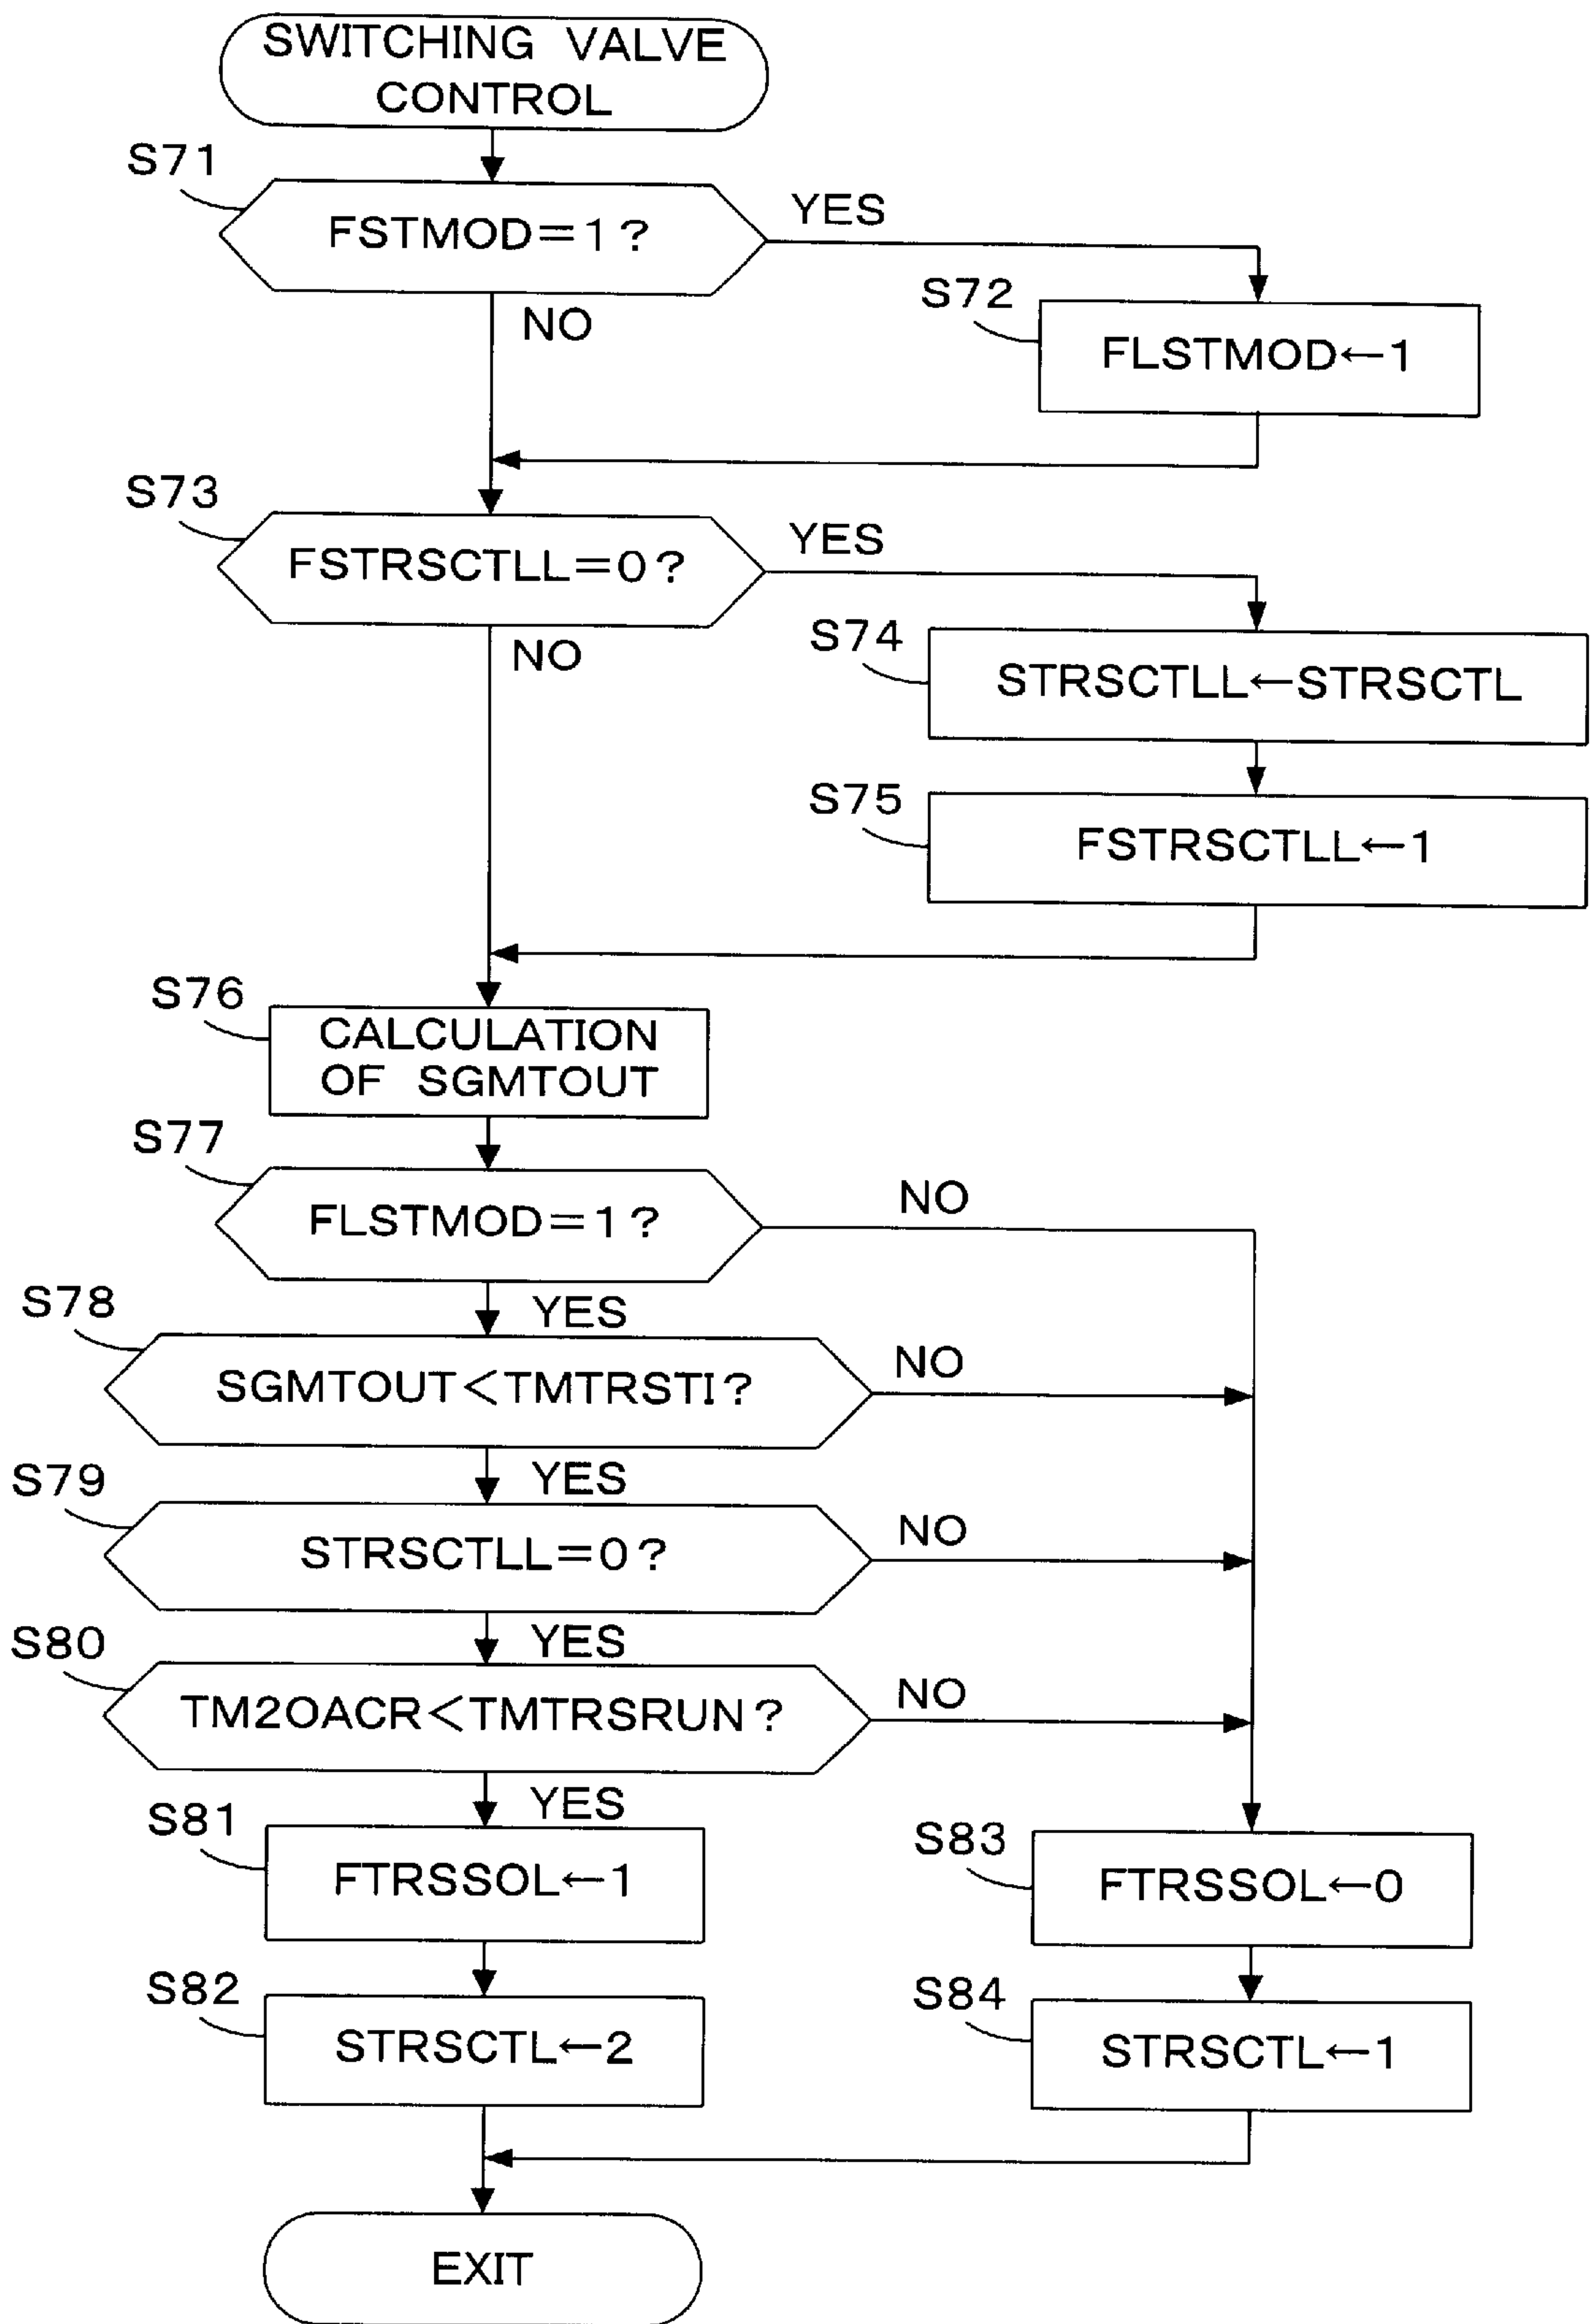 SWITCHING VALVE
CONTROL
S71
FSTMOD=1?
YES
NO
S72
FLSTMOD←1
S73
FSTRSCTLL=0?
YES
NO
S74
STRSCTLL←STRSCTL
S75
FSTRSCTLL←1
S76
CALCULATION
OF SGMTOUT
S77
FLSTMOD=1?
NO
YES
S78
SGMTOUT<TMTRSTI?
NO
YES
S79
STRSCTLL=0?
NO
YES
S80
TM20ACR<TMTRSRUN?
NO
YES
S81
FTRSSOL←1
S83
FTRSSOL←0
S82
STRSCTL←2
S84
STRSCTL←1
EXIT